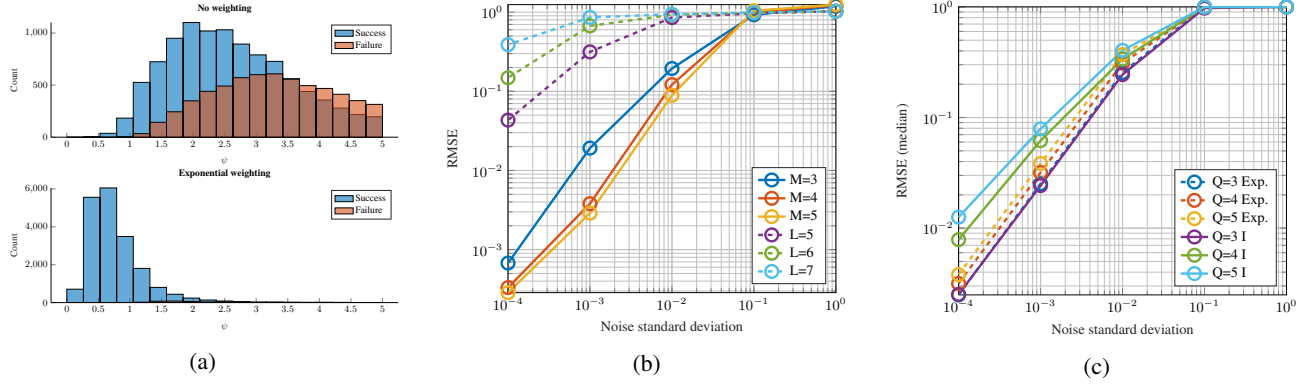 No weighting
Count
1,000
500
0
Success
Failure
0 0.5 1 1.5 2 2.5 3 3.5 4 4.5 5
ψ
Exponential weighting
Count
6,000
4,000
2,000
0
Success
Failure
0 0.5 1 1.5 2 2.5 3 3.5 4 4.5 5
ψ
(a)
RMSE
10^0
10^-1
10^-2
10^-3
M=3
M=4
M=5
L=5
L=6
L=7
10^-4 10^-3 10^-2 10^-1 10^0
Noise standard deviation
(b)
RMSE (median)
10^0
10^-1
10^-2
Q=3 Exp.
Q=4 Exp.
Q=5 Exp.
Q=3 I
Q=4 I
Q=5 I
10^-4 10^-3 10^-2 10^-1 10^0
Noise standard deviation
(c)